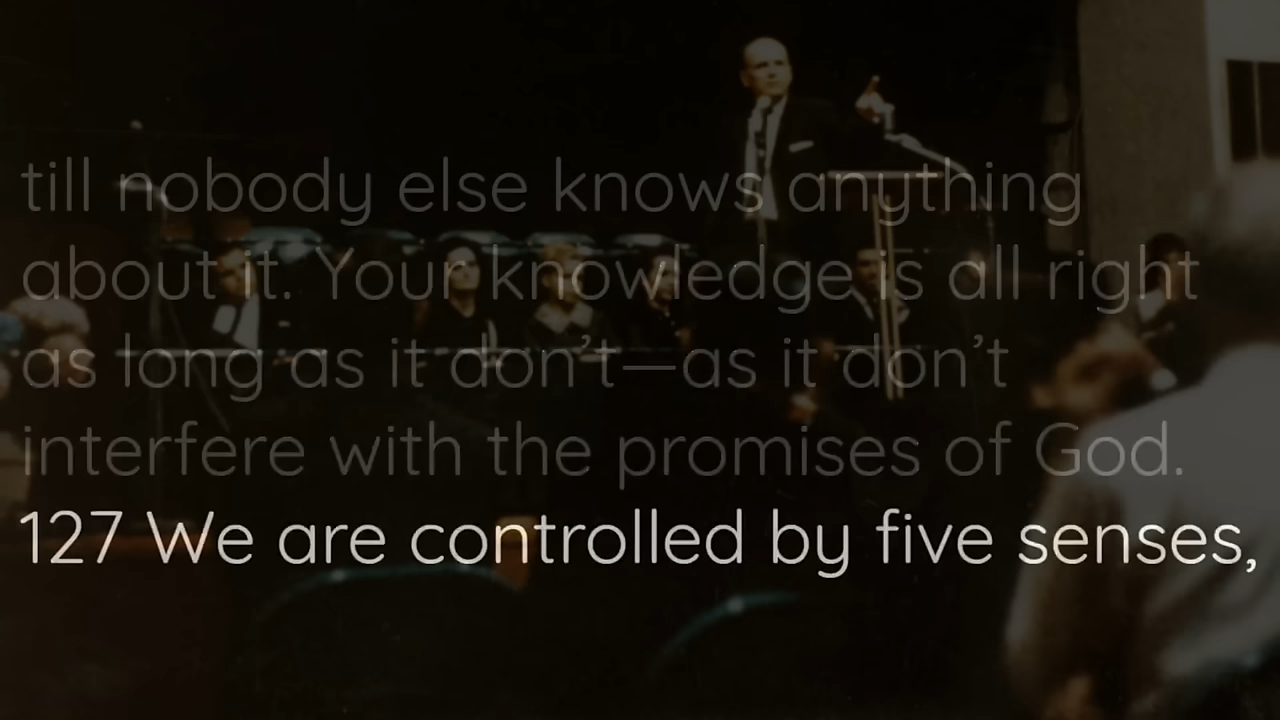 till nobody else knows anything
about it. Your knowledge is all right
as long as it don’t—as it don’t
interfere with the promises of God.
127 We are controlled by five senses,